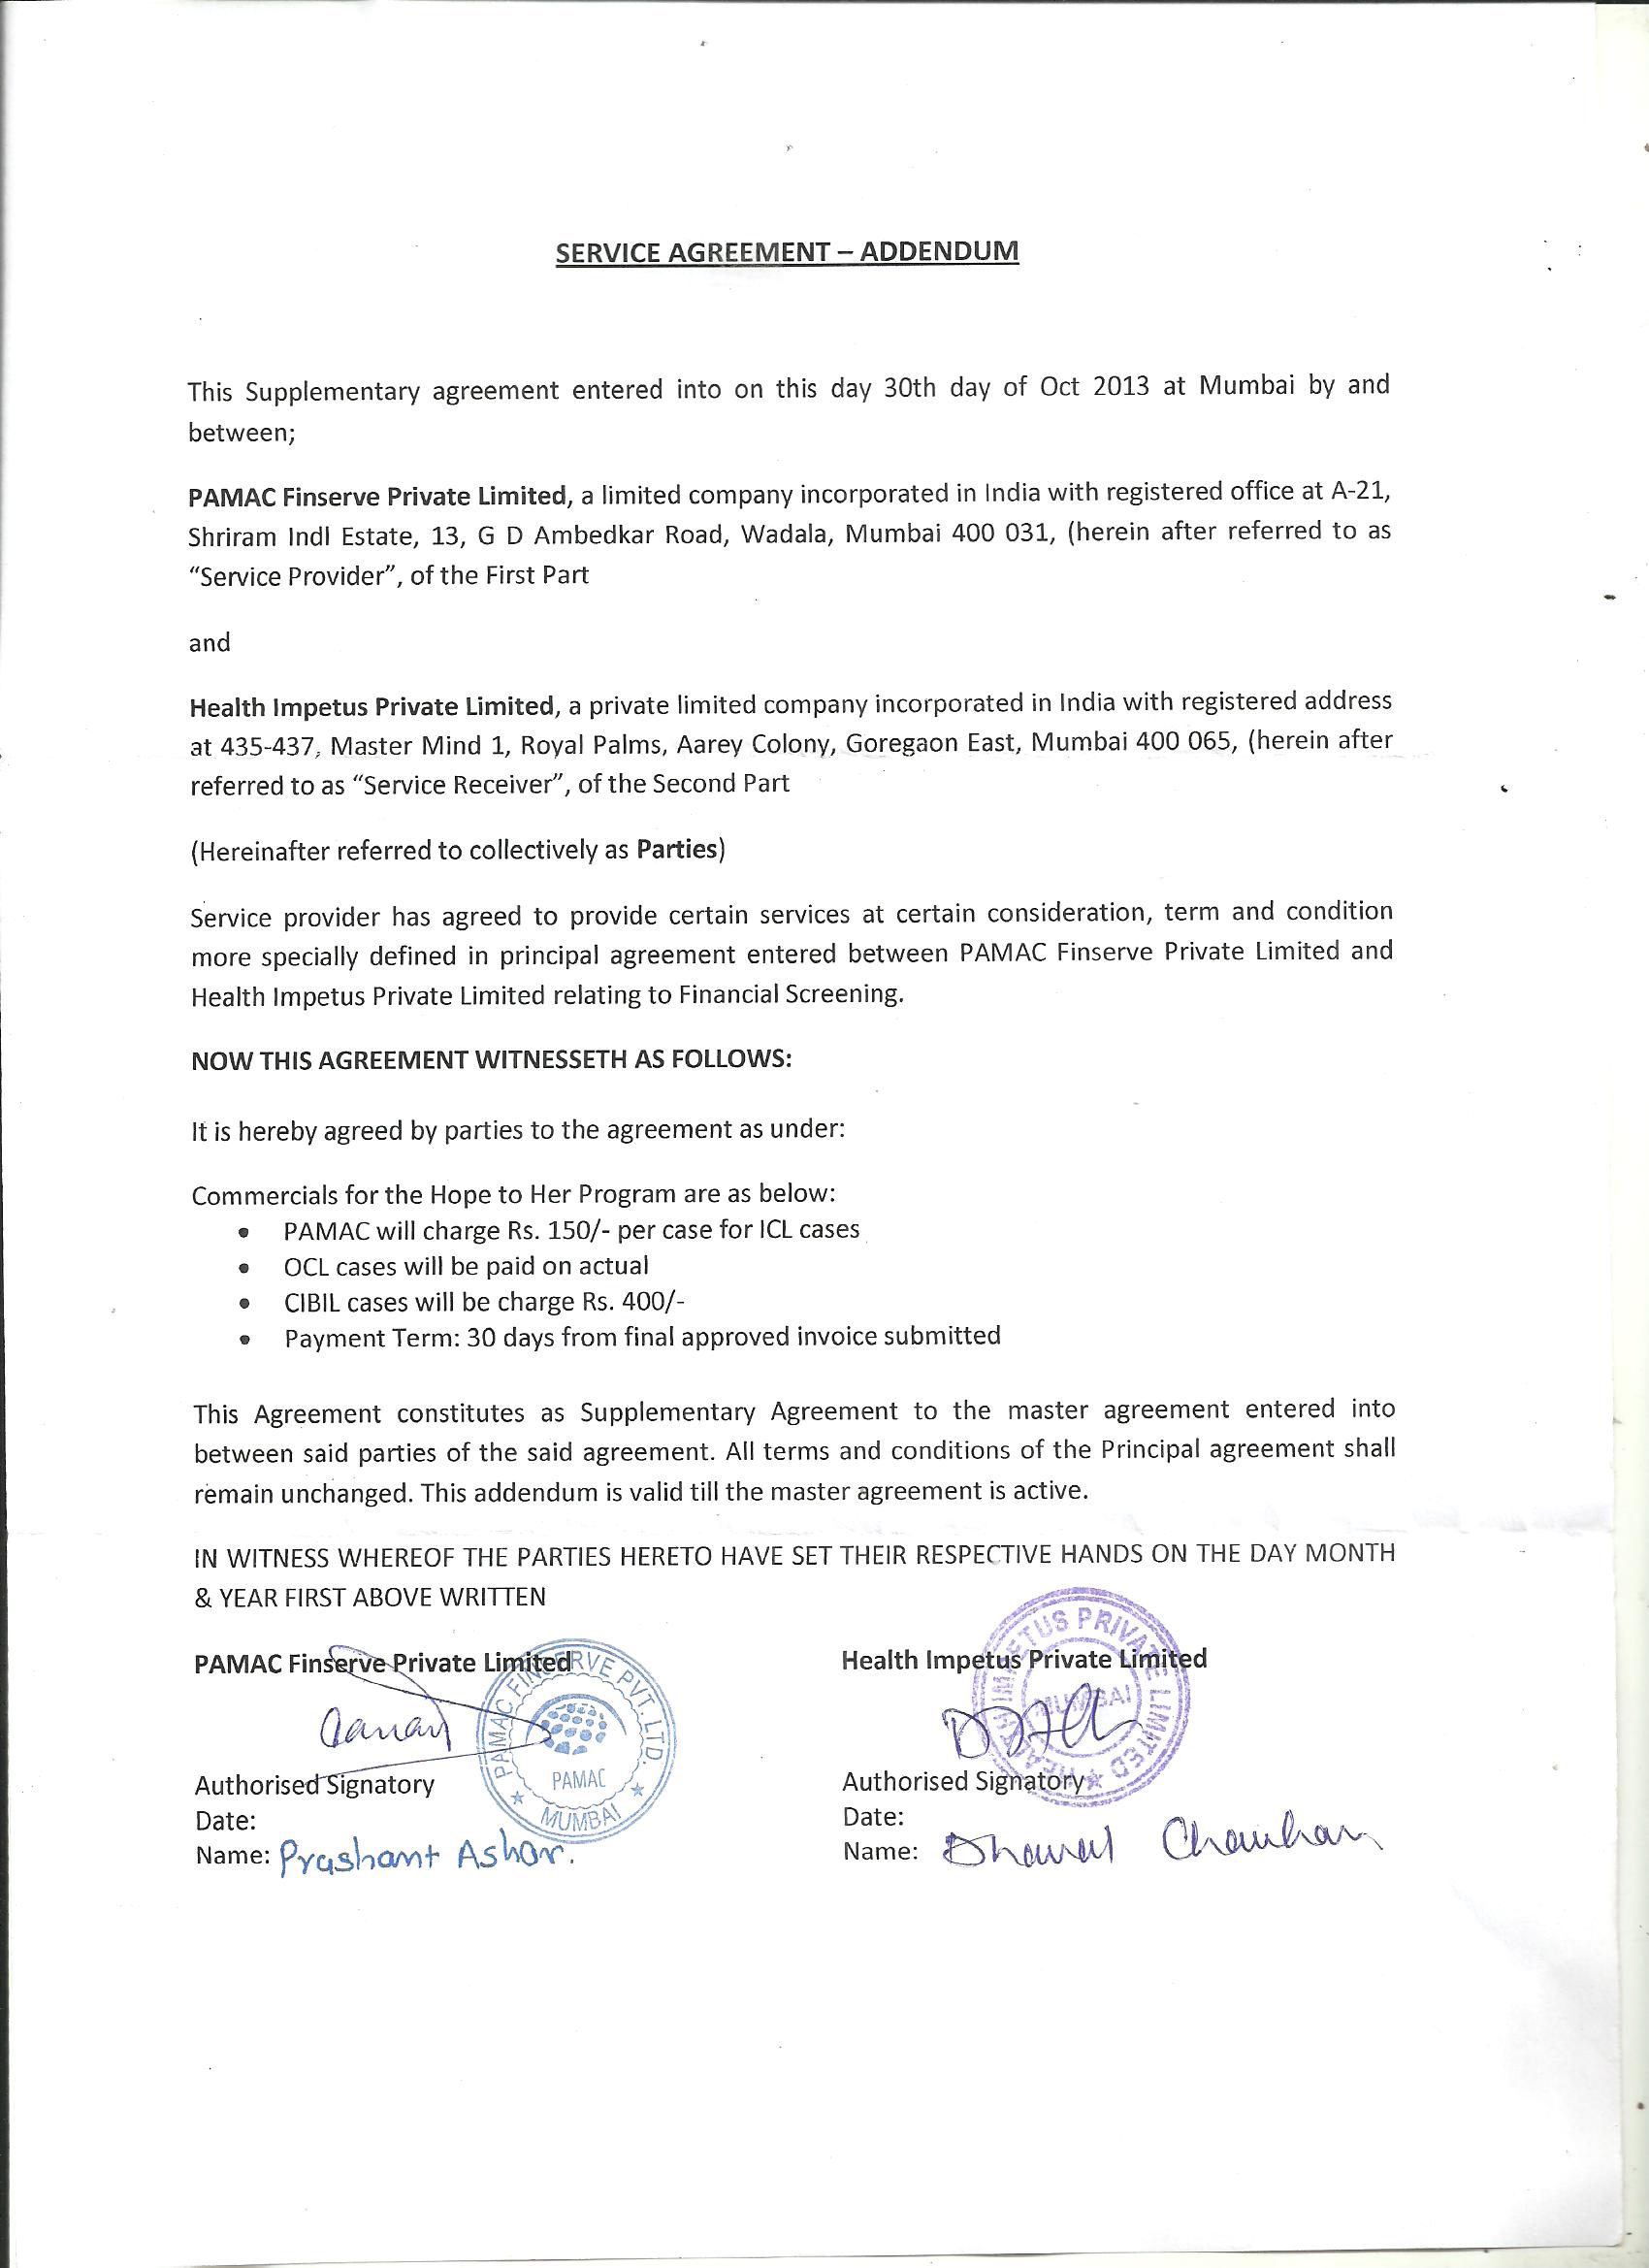 SERVICE AGREEMENT – ADDENDUM
This Supplementary agreement entered into on this day 30th day of Oct 2013 at Mumbai by and
between;
PAMAC Finserve Private Limited, a limited company incorporated in India with registered office at A-21,
Shriram Indl Estate, 13, G D Ambedkar Road, Wadala, Mumbai 400 031, (herein after referred to as
“Service Provider”, of the First Part
and
Health Impetus Private Limited, a private limited company incorporated in India with registered address
at 435-437, Master Mind 1, Royal Palms, Aarey Colony, Goregaon East, Mumbai 400 065, (herein after
referred to as “Service Receiver”, of the Second Part
(Hereinafter referred to collectively as Parties)
Service provider has agreed to provide certain services at certain consideration, term and condition
more specially defined in principal agreement entered between PAMAC Finserve Private Limited and
Health Impetus Private Limited relating to Financial Screening.
NOW THIS AGREEMENT WITNESSETH AS FOLLOWS:
It is hereby agreed by parties to the agreement as under:
Commercials for the Hope to Her Program are as below:
• PAMAC will charge Rs. 150/- per case for ICL cases
• OCL cases will be paid on actual
• CIBIL cases will be charge Rs. 400/-
• Payment Term: 30 days from final approved invoice submitted
This Agreement constitutes as Supplementary Agreement to the master agreement entered into
between said parties of the said agreement. All terms and conditions of the Principal agreement shall
remain unchanged. This addendum is valid till the master agreement is active.
IN WITNESS WHEREOF THE PARTIES HERETO HAVE SET THEIR RESPECTIVE HANDS ON THE DAY MONTH
& YEAR FIRST ABOVE WRITTEN
PAMAC Finserve Private Limited
PAMAC FINSERVE PVT. LTD.
PAMAC
MUMBAI
Authorised Signatory
Date:
Name: Prashant Ashar.
Health Impetus Private Limited
HEALTH IMPETUS PRIVATE LIMITED
MUMBAI
Authorised Signatory
Date:
Name: Dhaval Chauhan